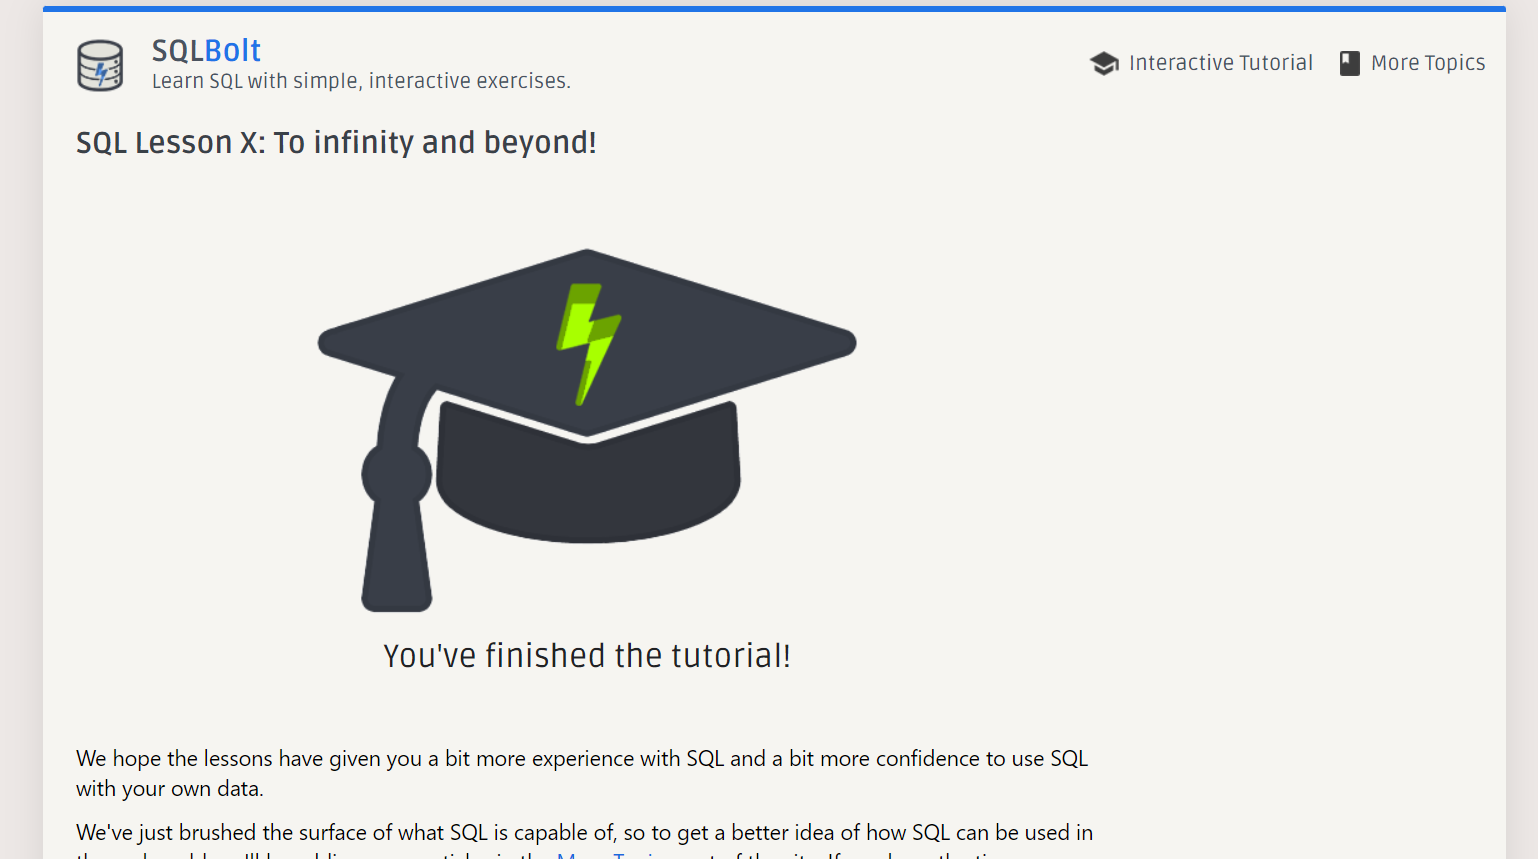 SQLBolt
Learn SQL with simple, interactive exercises.
Interactive Tutorial
More Topics
SQL Lesson X: To infinity and beyond!
You've finished the tutorial!
We hope the lessons have given you a bit more experience with SQL and a bit more confidence to use SQL
with your own data.
We've just brushed the surface of what SQL is capable of, so to get a better idea of how SQL can be used in